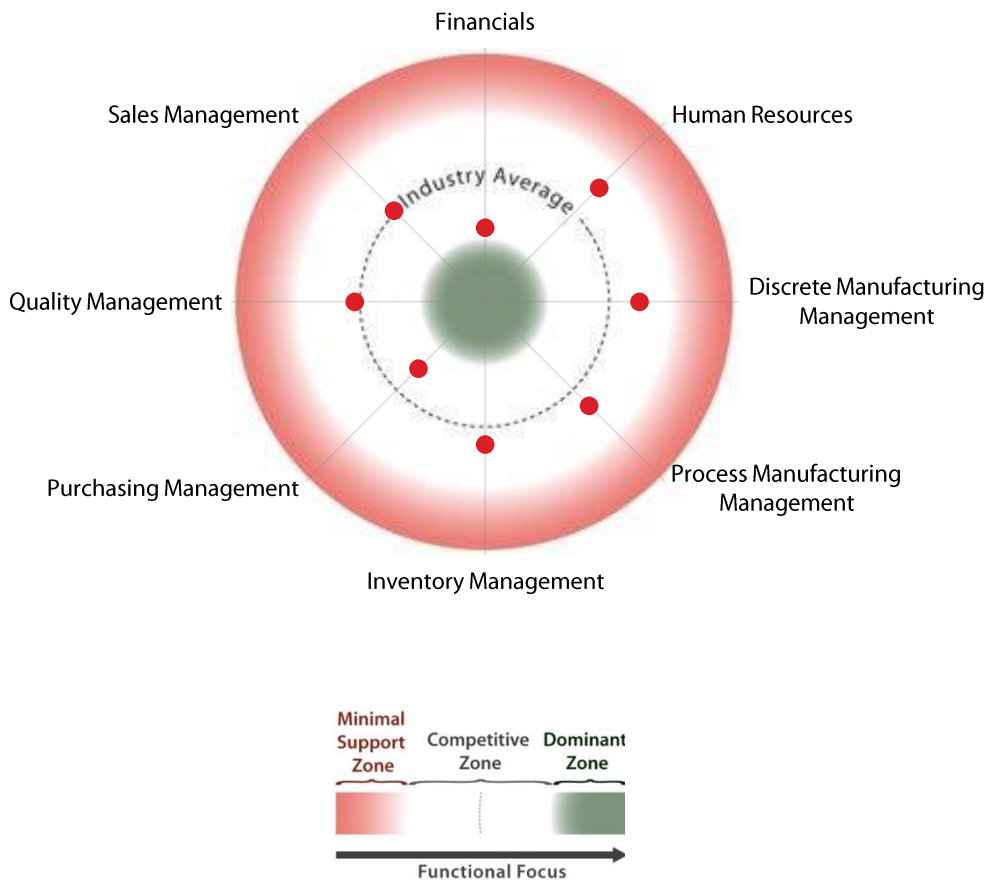 Financials
Sales Management
Human Resources
Industry Average
Quality Management
Discrete Manufacturing
Management
Purchasing Management
Process Manufacturing
Management
Inventory Management
Minimal
Support
Zone
Competitive
Zone
Dominant
Zone
Functional Focus